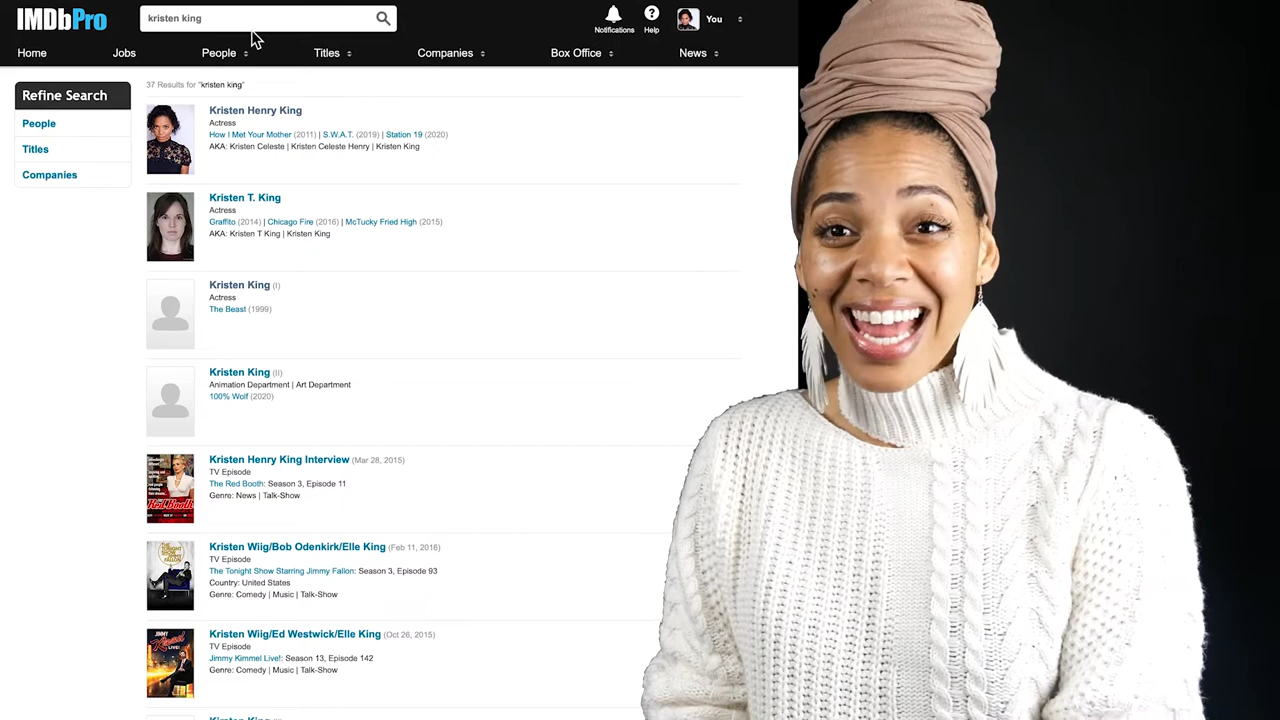 IMDbPro
kristen king
Notifications
Help
You
Home
Jobs
People
Titles
Companies
Box Office
News
Refine Search
People
Titles
Companies
37 Results for "kristen king"
Kristen Henry King
Actress
How I Met Your Mother (2011) | S.W.A.T. (2019) | Station 19 (2020)
AKA: Kristen Celeste | Kristen Celeste Henry | Kristen King
Kristen T. King
Actress
Graffito (2014) | Chicago Fire (2016) | McTucky Fried High (2015)
AKA: Kristen T King | Kristen King
Kristen King (I)
Actress
The Beast (1999)
Kristen King (II)
Animation Department | Art Department
100% Wolf (2020)
Kristen Henry King Interview (Mar 28, 2015)
TV Episode
The Red Booth: Season 3, Episode 11
Genre: News | Talk-Show
Kristen Wiig/Bob Odenkirk/Elle King (Feb 11, 2016)
TV Episode
The Tonight Show Starring Jimmy Fallon: Season 3, Episode 93
Country: United States
Genre: Comedy | Music | Talk-Show
Kristen Wiig/Ed Westwick/Elle King (Oct 26, 2015)
TV Episode
Jimmy Kimmel Live!: Season 13, Episode 142
Genre: Comedy | Music | Talk-Show